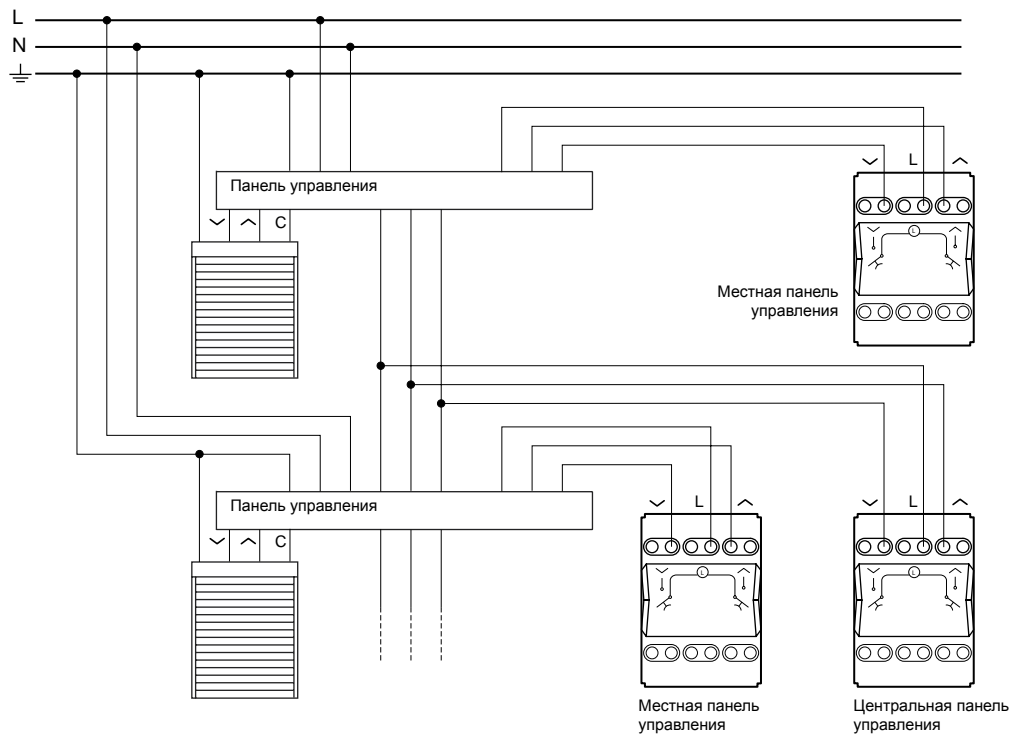 L
N
L
Панель управления
C
L
Местная панель
управления
Панель управления
C
L
L
L
L
Местная панель
управления
Центральная панель
управления